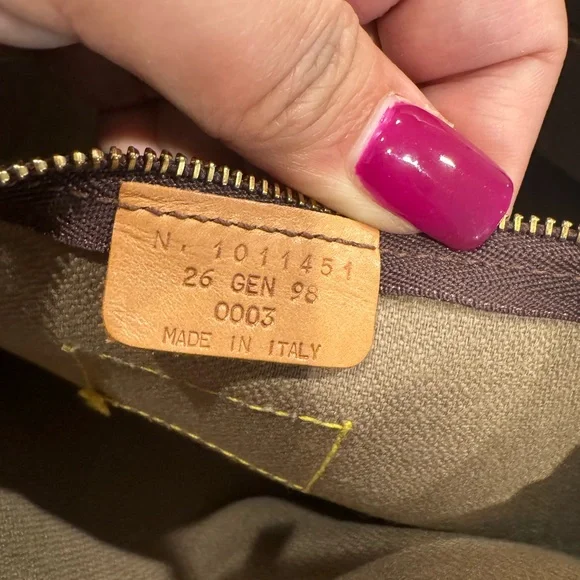 N. 1011451
26 GEN 98
0003
MADE IN ITALY